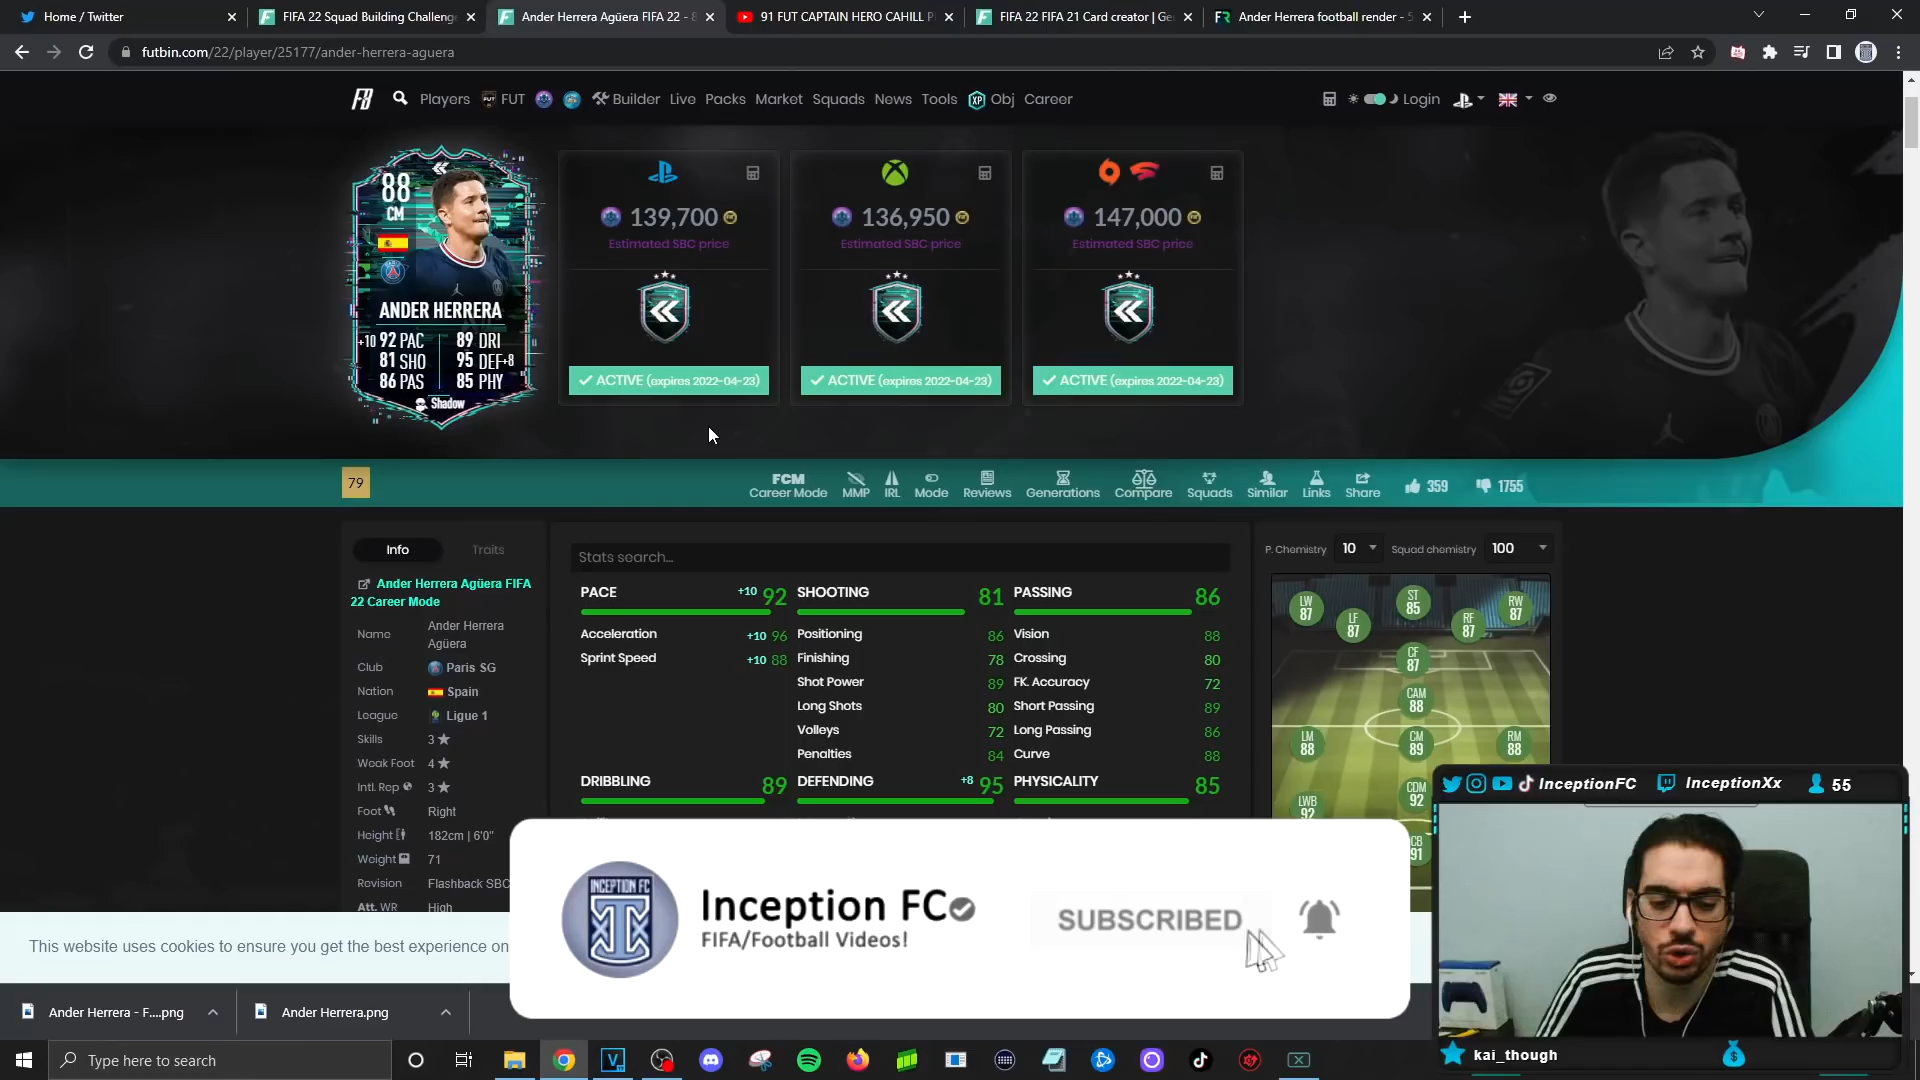 Home / Twitter
FIFA 22 Squad Building Challeng
Ander Herrera Agüera FIFA 22 - 8
91 FUT CAPTAIN HERO CAHILL P
FIFA 22 FIFA 21 Card creator | Ge
Ander Herrera football render - 5
futbin.com/22/player/25177/ander-herrera-aguera
Players
FUT
Builder
Live
Packs
Market
Squads
News
Tools
XP Obj
Career
Login
88
CM
ANDER HERRERA
+10 92 PAC
89 DRI
81 SHO
95 DEF+8
86 PAS
85 PHY
Shadow
139,700
Estimated SBC price
ACTIVE (expires 2022-04-23)
136,950
Estimated SBC price
ACTIVE (expires 2022-04-23)
147,000
Estimated SBC price
ACTIVE (expires 2022-04-23)
79
FCM
Career Mode
MMP
IRL
Mode
Reviews
Generations
Compare
Squads
Similar
Links
Share
359
1755
Info
Traits
Ander Herrera Agüera FIFA
22 Career Mode
Name Ander Herrera
Agüera
Club Paris SG
Nation Spain
League Ligue 1
Skills 3
Weak Foot 4
Intl. Rep 3
Foot Right
Height 182cm | 6'0"
Weight 71
Revision Flashback SBC
Att. WR High
Stats search...
PACE +10 92
Acceleration +10 96
Sprint Speed +10 88
SHOOTING 81
Positioning 86
Finishing 78
Shot Power 89
Long Shots 80
Volleys 72
Penalties 84
PASSING 86
Vision 88
Crossing 80
FK. Accuracy 72
Short Passing 89
Long Passing 86
Curve 88
DRIBBLING 89
DEFENDING +8 95
PHYSICALITY 85
P. Chemistry 10
Squad chemistry 100
LW
87
LF
87
ST
85
RF
87
RW
87
CF
87
CAM
88
LM
88
CM
89
RM
88
LWB
92
CDM
92
CB
91
This website uses cookies to ensure you get the best experience on
INCEPTION FC
Inception FC
FIFA/Football Videos!
SUBSCRIBED
InceptionFC
InceptionXx
55
kai_though
Ander Herrera - F....png
Ander Herrera.png
Type here to search